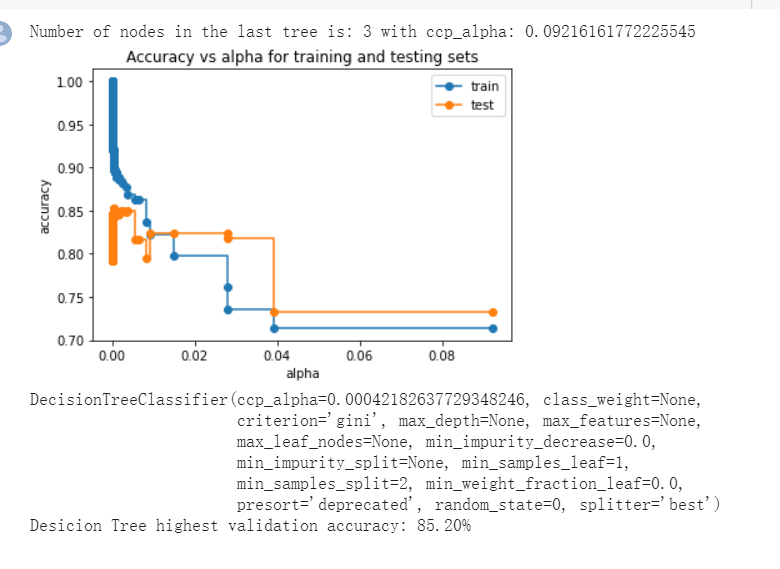 Number of nodes in the last tree is: 3 with ccp_alpha: 0.09216161772225545
Accuracy vs alpha for training and testing sets
train
test
1.00
0.95
0.90
0.85
0.80
0.75
0.70
accuracy
0.00 0.02 0.04 0.06 0.08
alpha
DecisionTreeClassifier(ccp_alpha=0.00042182637729348246, class_weight=None,
criterion='gini', max_depth=None, max_features=None,
max_leaf_nodes=None, min_impurity_decrease=0.0,
min_impurity_split=None, min_samples_leaf=1,
min_samples_split=2, min_weight_fraction_leaf=0.0,
presort='deprecated', random_state=0, splitter='best')
Desicion Tree highest validation accuracy: 85.20%